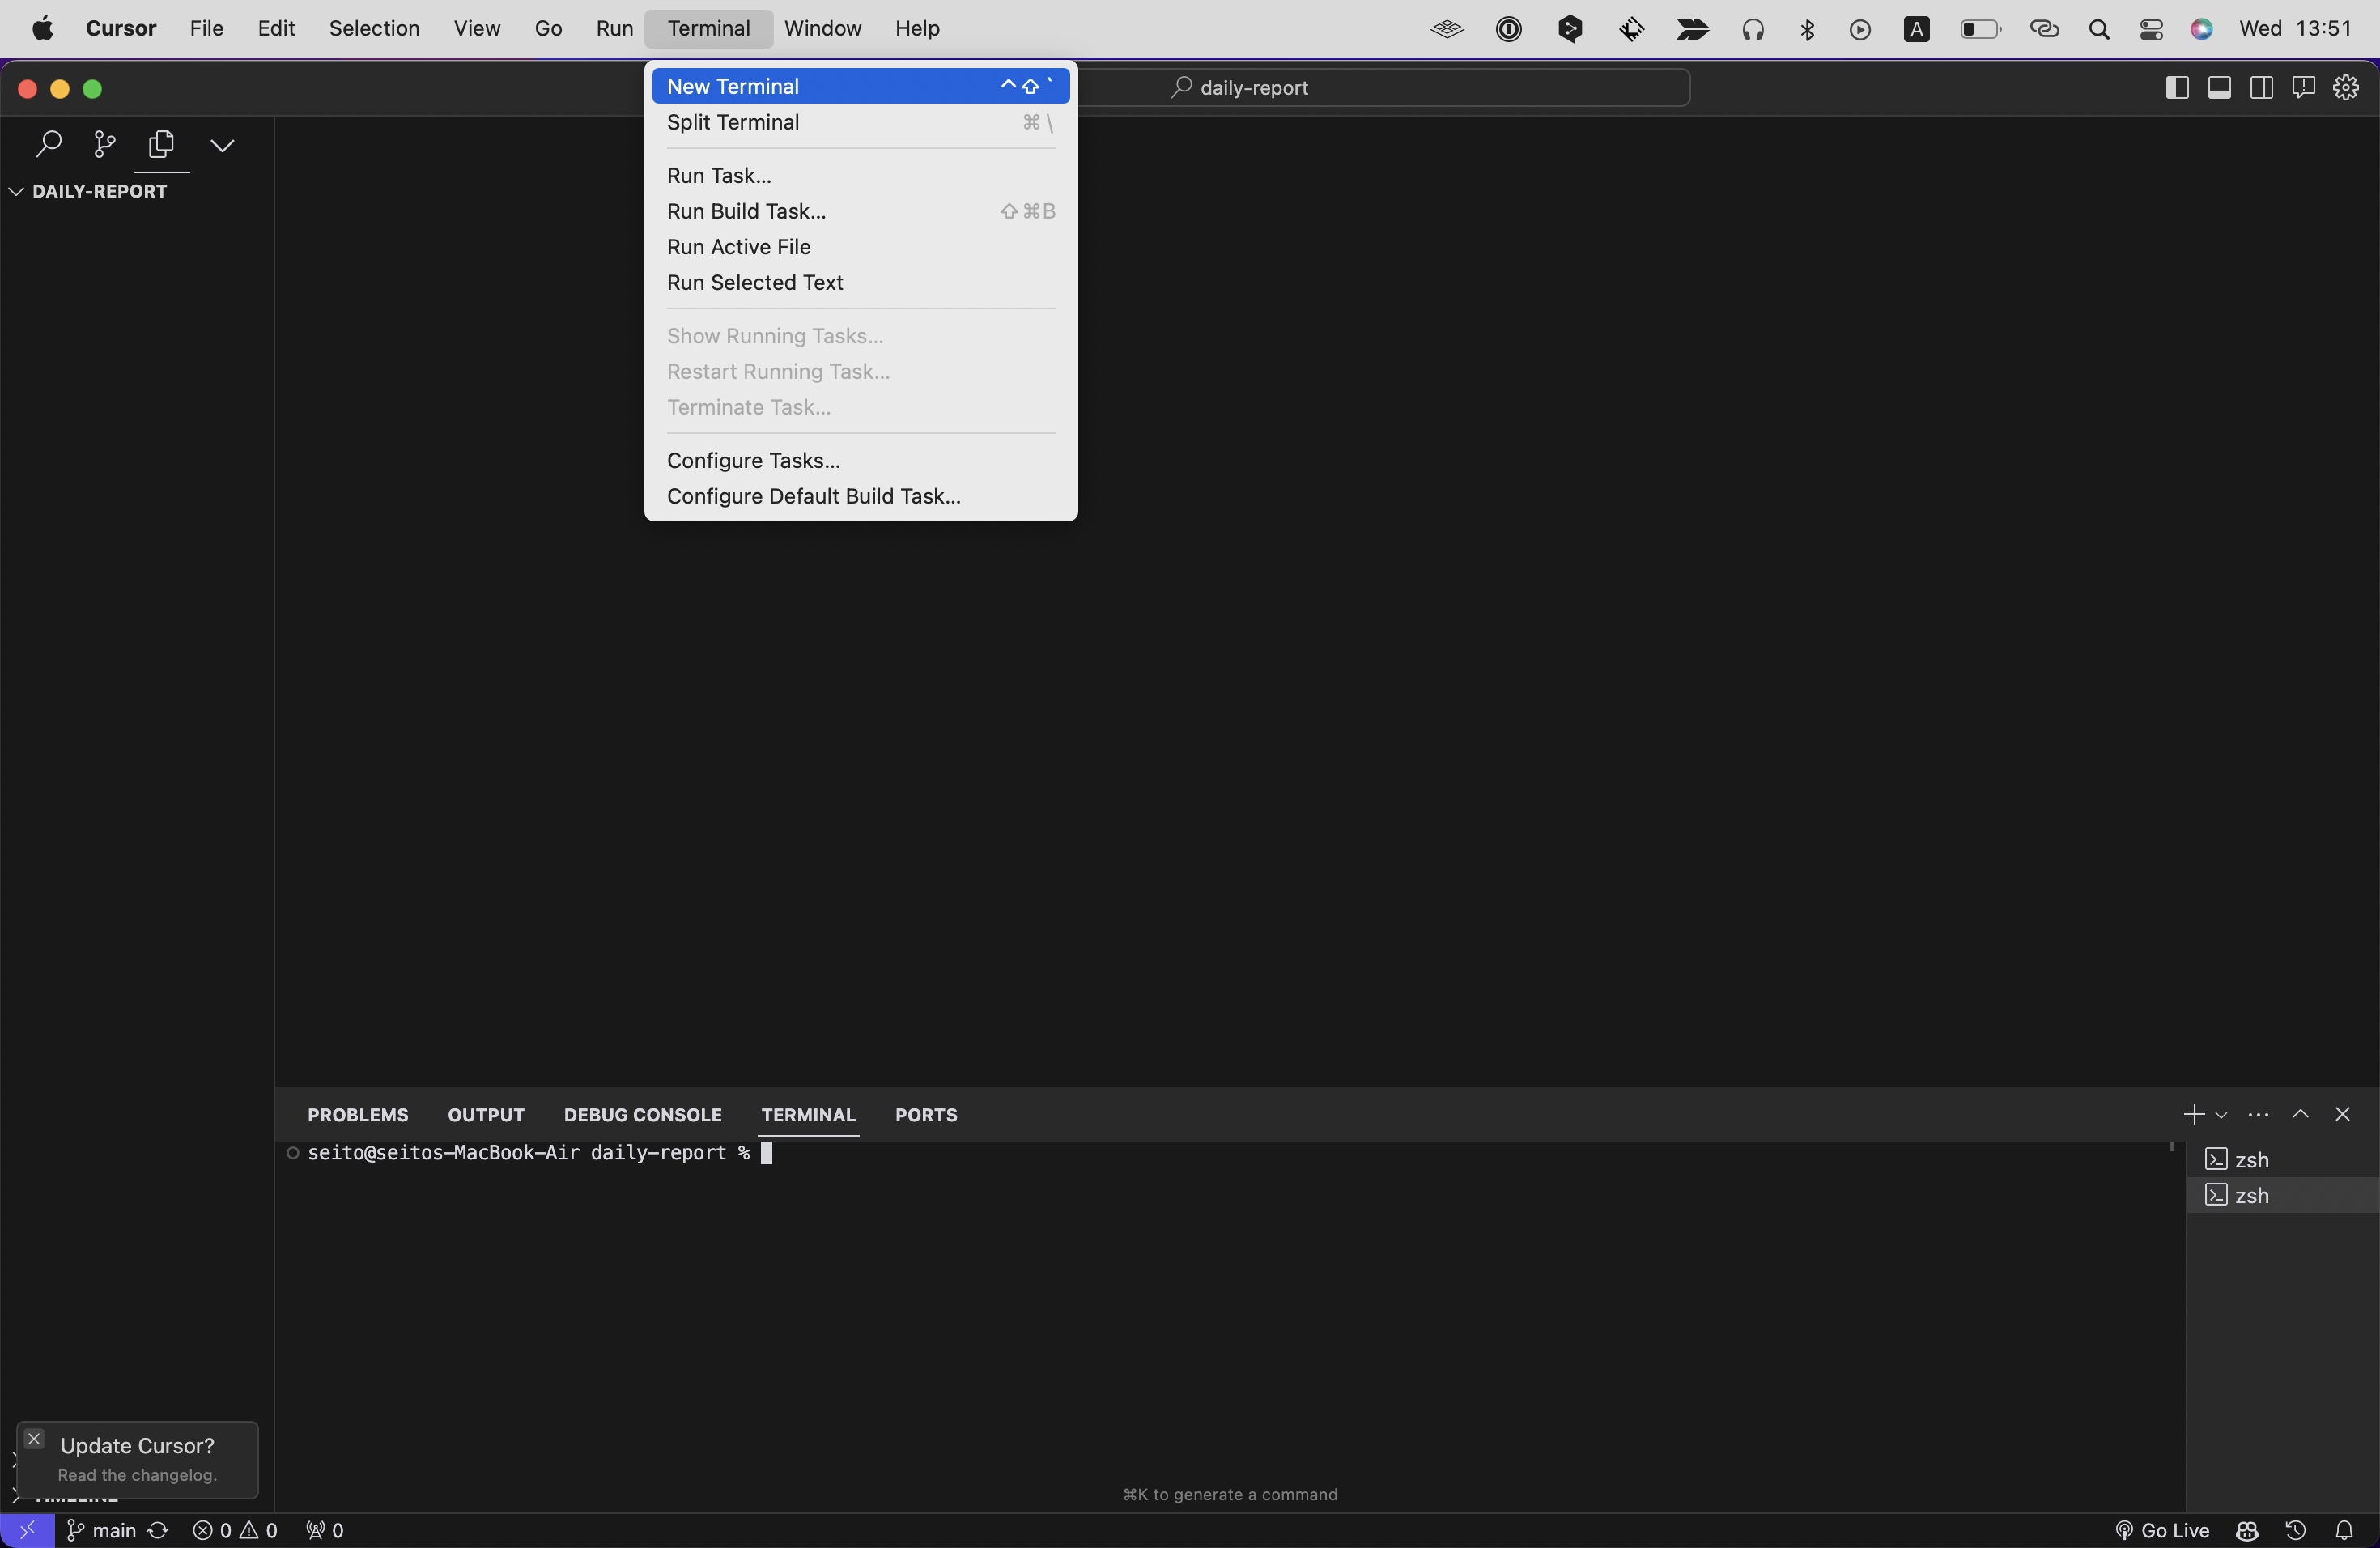 Cursor File Edit Selection View Go Run Terminal Window Help A Wed 13:51
New Terminal ^⇧`
daily-report
Split Terminal ⌘\
Run Task...
DAILY-REPORT
Run Build Task... ⇧⌘B
Run Active File
Run Selected Text
Show Running Tasks...
Restart Running Task...
Terminate Task...
Configure Tasks...
Configure Default Build Task...
PROBLEMS OUTPUT DEBUG CONSOLE TERMINAL PORTS
seito@seitos-MacBook-Air daily-report %
zsh
zsh
Update Cursor?
Read the changelog.
⌘K to generate a command
main 0 0 0 Go Live